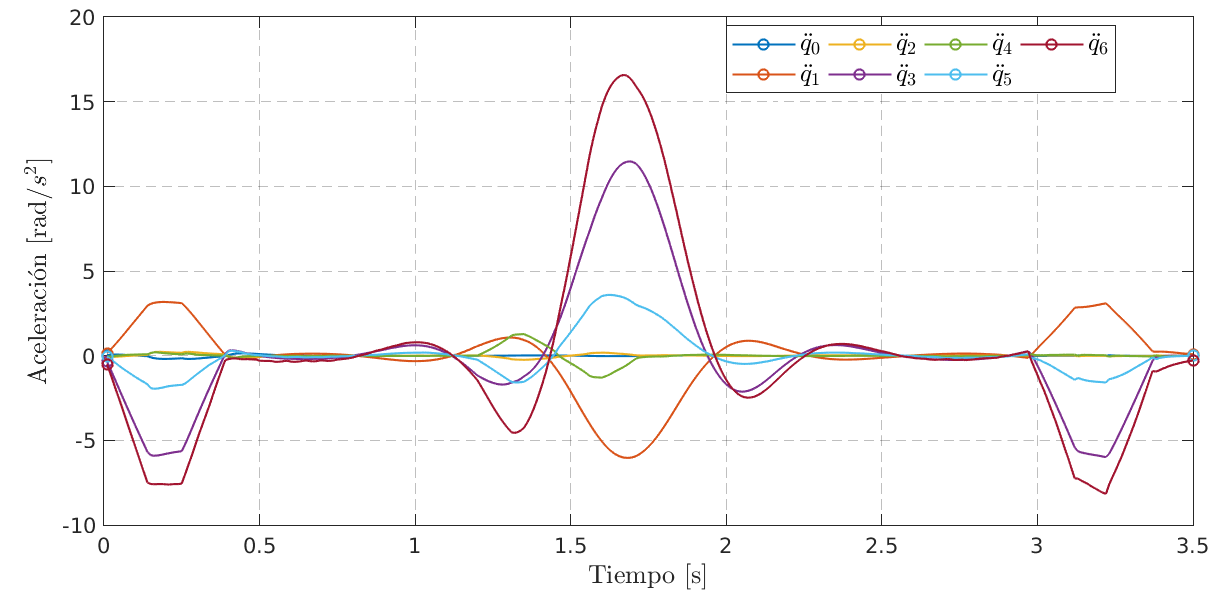 20
15
10
5
0
-5
-10
Aceleración [rad/s²]
q̈₀ q̈₂ q̈₄ q̈₆
q̈₁ q̈₃ q̈₅
0 0.5 1 1.5 2 2.5 3 3.5
Tiempo [s]